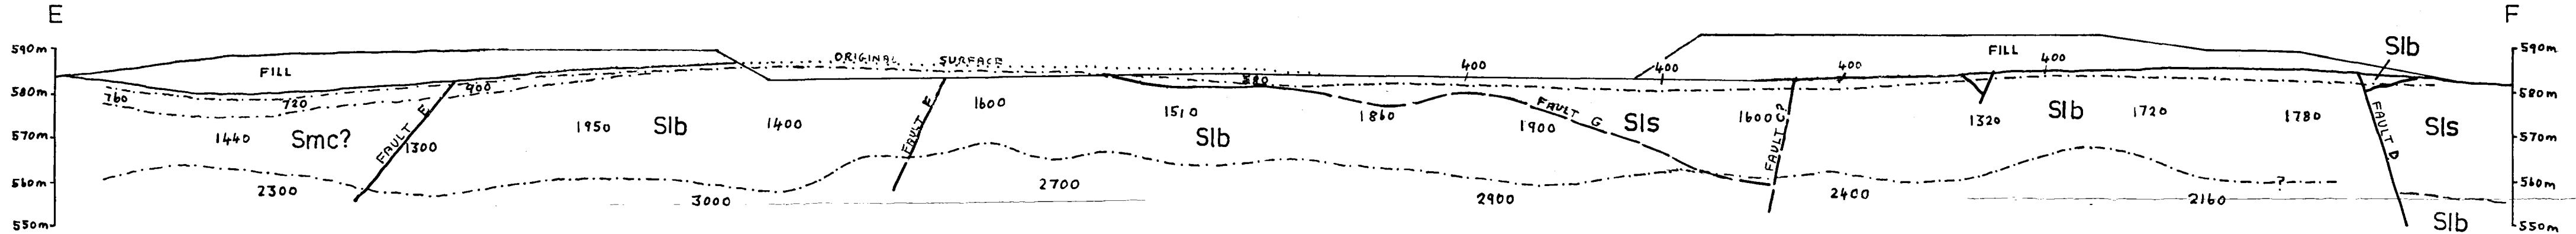 E
F
590m
580m
570m
560m
550m
FILL
760
720
900
1440
Smc?
FAULT E
1300
2300
1950
Slb
1400
3000
ORIGINAL SURFACE
FAULT F
1600
2700
1510
Slb
580
1860
400
FAULT G
1900
Sls
2900
400
1600
FAULT C?
400
2400
FILL
400
1320
Slb
1720
1780
2160
?
Slb
FAULT D
Sls
Slb
590m
580m
570m
560m
550m